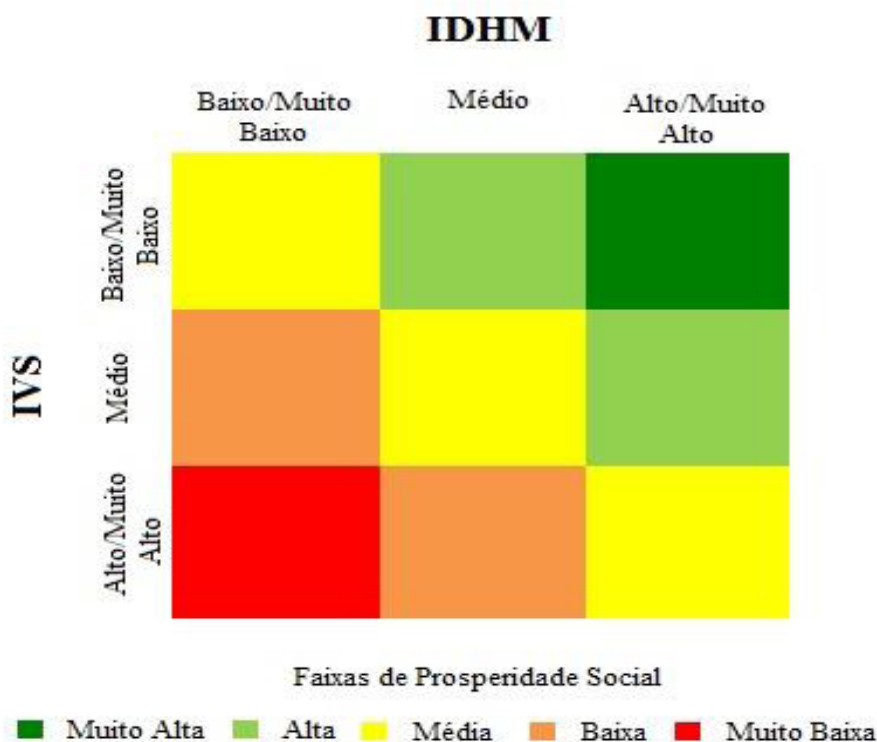 IDHM
Baixo/Muito
Baixo
Médio
Alto/Muito
Alto
IVS
Baixo/Muito
Baixo
Médio
Alto/Muito
Alto
Faixas de Prosperidade Social
Muito Alta Alta Média Baixa Muito Baixa